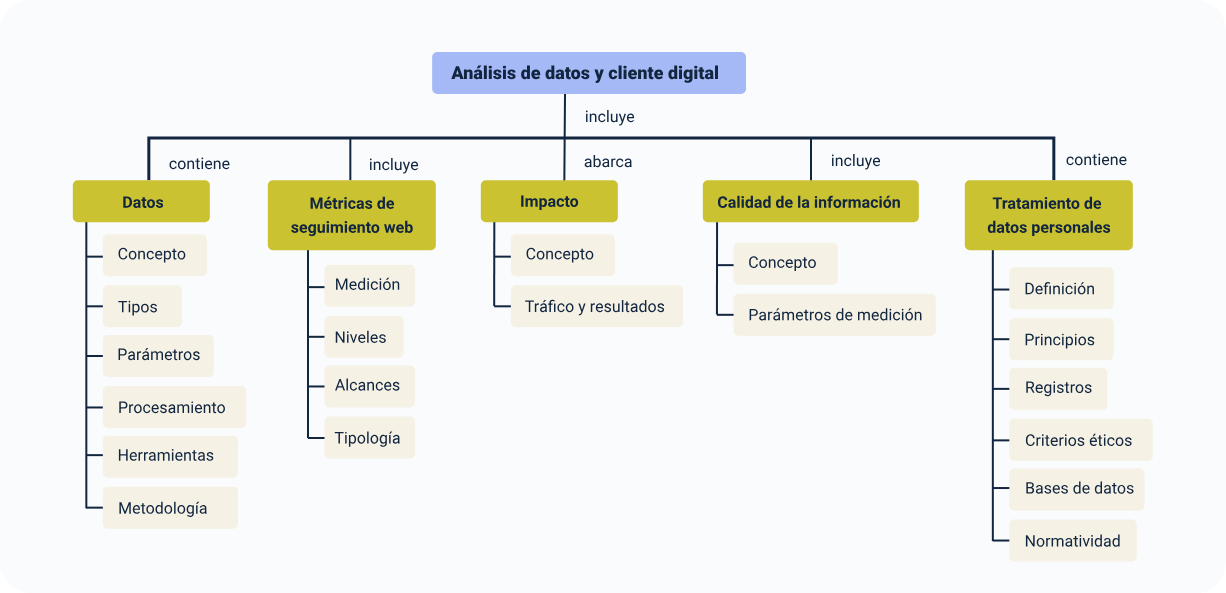 Análisis de datos y cliente digital
incluye
contiene
incluye
abarca
incluye
contiene
Datos
Concepto
Tipos
Parámetros
Procesamiento
Herramientas
Metodología
Métricas de
seguimiento web
Medición
Niveles
Alcances
Tipología
Impacto
Concepto
Tráfico y resultados
Calidad de la información
Concepto
Parámetros de medición
Tratamiento de
datos personales
Definición
Principios
Registros
Criterios éticos
Bases de datos
Normatividad